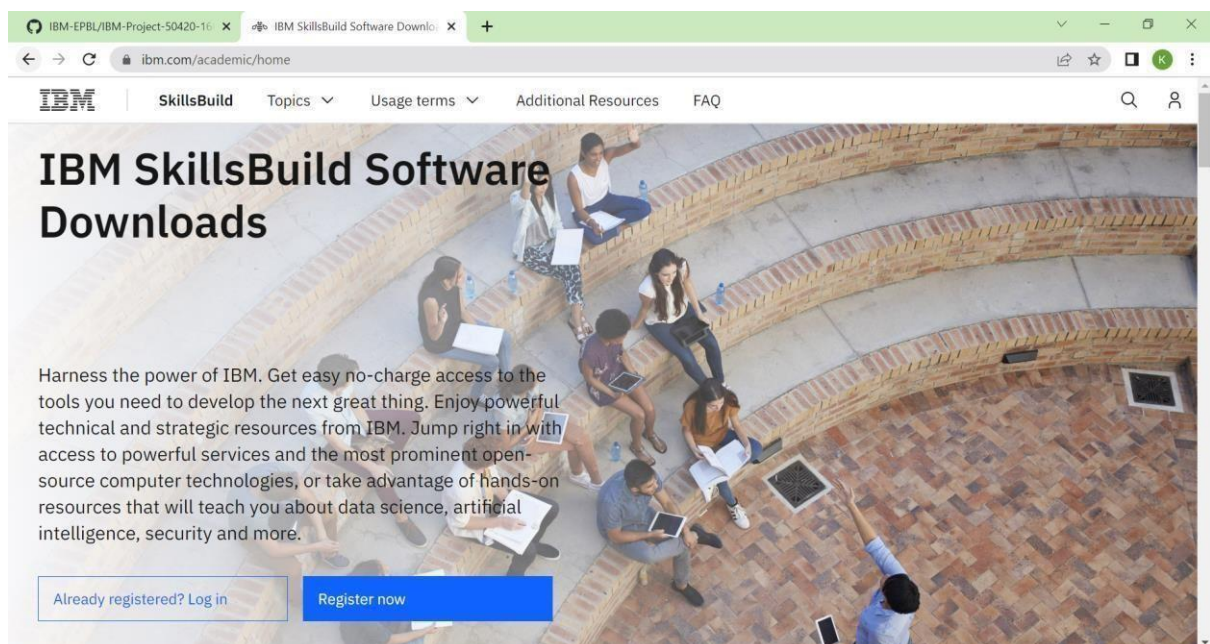 IBM-EPBL/IBM-Project-50420-16
IBM SkillsBuild Software Downlo
ibm.com/academic/home
K
IBM SkillsBuild Topics Usage terms Additional Resources FAQ
IBM SkillsBuild Software
Downloads
Harness the power of IBM. Get easy no-charge access to the
tools you need to develop the next great thing. Enjoy powerful
technical and strategic resources from IBM. Jump right in with
access to powerful services and the most prominent open-
source computer technologies, or take advantage of hands-on
resources that will teach you about data science, artificial
intelligence, security and more.
Already registered? Log in
Register now